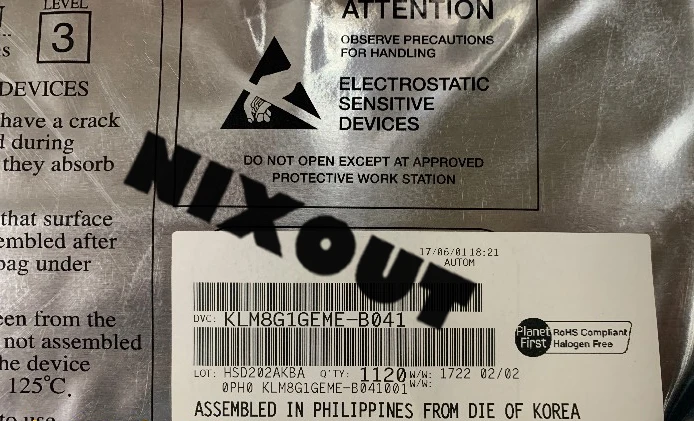 LEVEL
3
DEVICES
have a crack
d during
they absorb
that surface
embled after
bag under
een from the
not assembled
he device
125℃.
to use
ATTENTION
OBSERVE PRECAUTIONS
FOR HANDLING
ELECTROSTATIC
SENSITIVE
DEVICES
DO NOT OPEN EXCEPT AT APPROVED
PROTECTIVE WORK STATION
NIXOUT
17/06/01 18:21
AUTOM
DVC: KLM8G1GEME-B041
Planet First RoHS Compliant
Halogen Free
LOT: HSD202AKBA Q'TY: 1120 W/W: 1722 02/02
0PH0 KLM8G1GEME-B041001 W/W:
ASSEMBLED IN PHILIPPINES FROM DIE OF KOREA